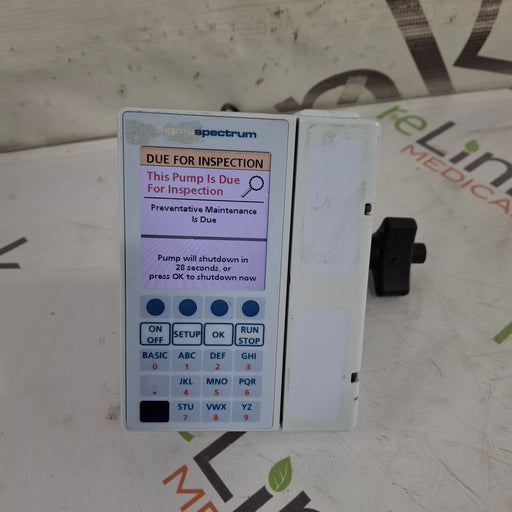 sigmaspectrum
DUE FOR INSPECTION
This Pump Is Due
For Inspection
Preventative Maintenance
Is Due
Pump will shutdown in
28 seconds, or
press OK to shutdown now
ON
OFF
SETUP
OK
RUN
STOP
BASIC
0
ABC
1
DEF
2
GHI
3
.
JKL
4
MNO
5
PQR
6
STU
7
VWX
8
YZ
9
reLink
MEDICAL